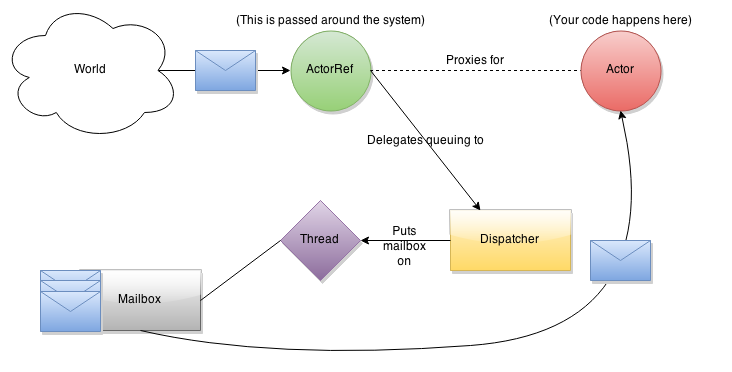 (This is passed around the system)
(Your code happens here)
World
ActorRef
Proxies for
Actor
Delegates queuing to
Thread
Puts
mailbox
on
Dispatcher
Mailbox